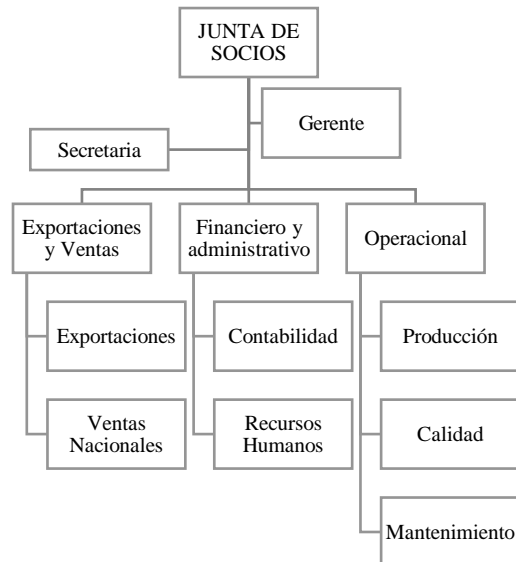 JUNTA DE
SOCIOS
Gerente
Secretaria
Exportaciones
y Ventas
Financiero y
administrativo
Operacional
Exportaciones
Contabilidad
Producción
Ventas
Nacionales
Recursos
Humanos
Calidad
Mantenimiento